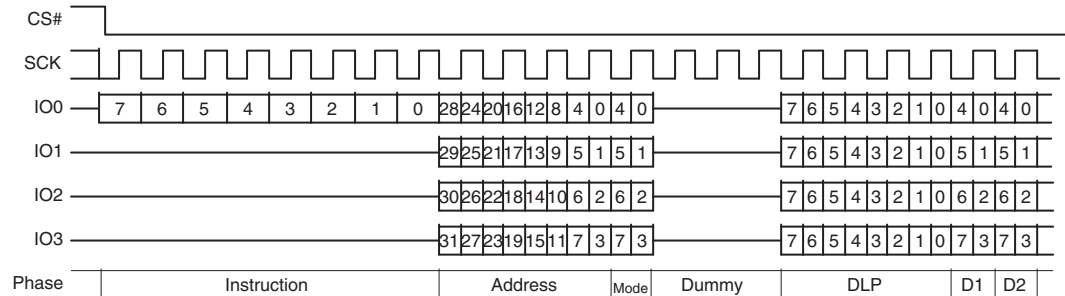 CS#
SCK
IO0 7 6 5 4 3 2 1 0 28 24 20 16 12 8 4 0 4 0 7 6 5 4 3 2 1 0 4 0 4 0
IO1 29 25 21 17 13 9 5 1 5 1 7 6 5 4 3 2 1 0 5 1 5 1
IO2 30 26 22 18 14 10 6 2 6 2 7 6 5 4 3 2 1 0 6 2 6 2
IO3 31 27 23 19 15 11 7 3 7 3 7 6 5 4 3 2 1 0 7 3 7 3
Phase Instruction Address Mode Dummy DLP D1 D2